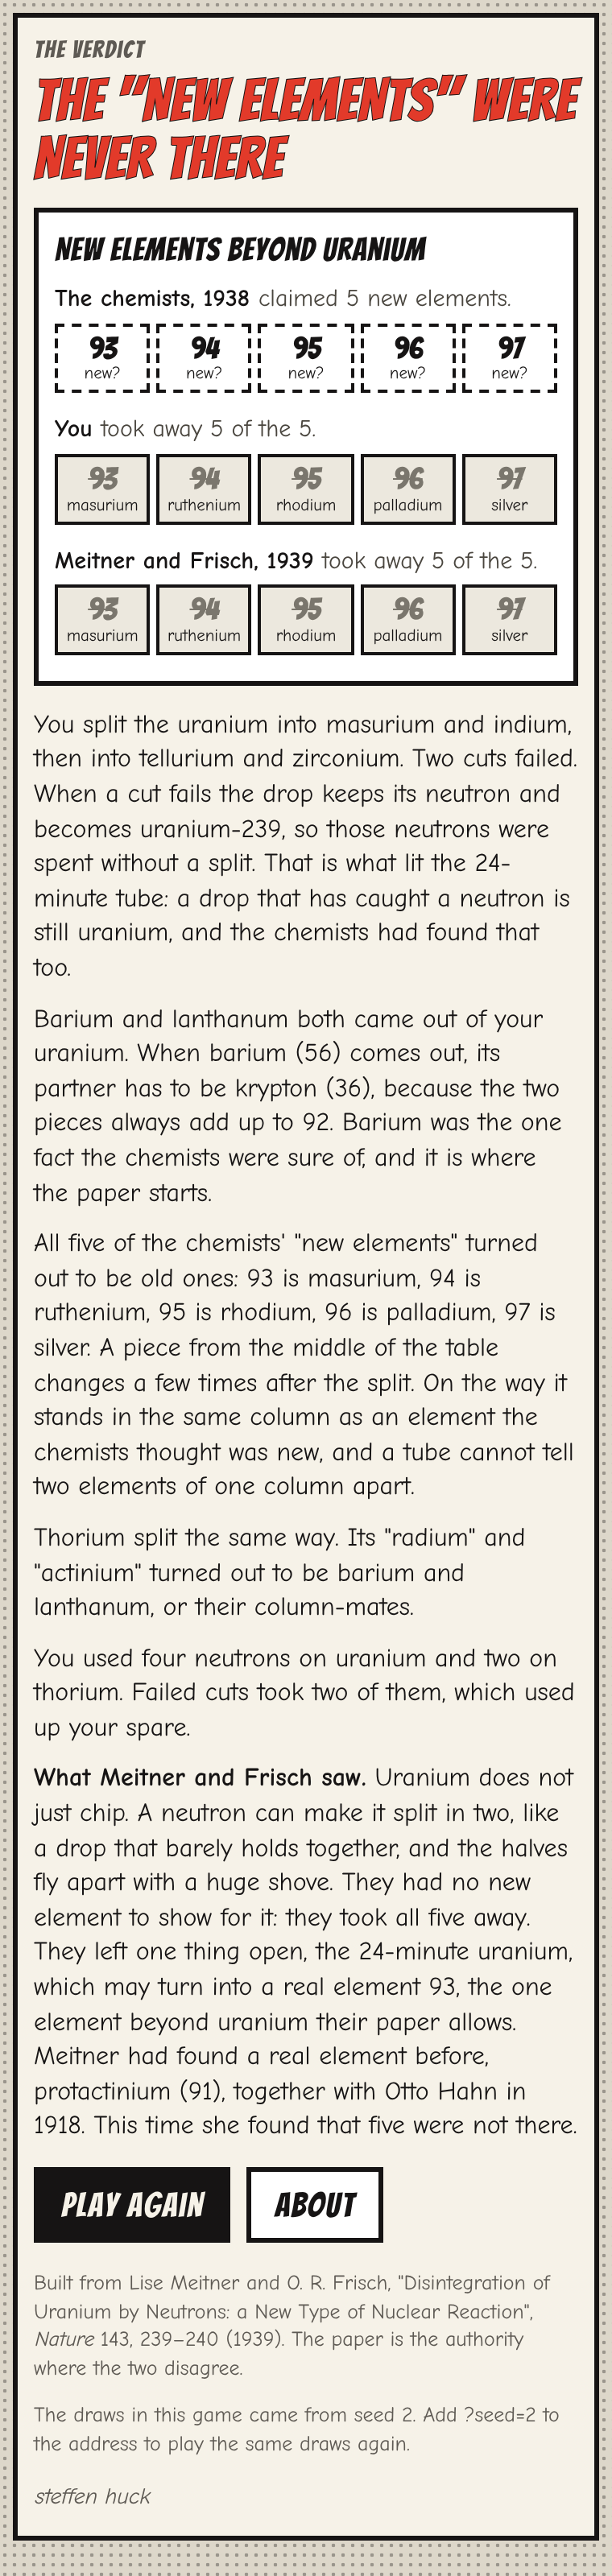 THE VERDICT
THE "NEW ELEMENTS" WERE
NEVER THERE
NEW ELEMENTS BEYOND URANIUM
The chemists, 1938 claimed 5 new elements.
93 94 95 96 97
new? new? new? new? new?
You took away 5 of the 5.
93 94 95 96 97
masurium ruthenium rhodium palladium silver
Meitner and Frisch, 1939 took away 5 of the 5.
93 94 95 96 97
masurium ruthenium rhodium palladium silver
You split the uranium into masurium and indium,
then into tellurium and zirconium. Two cuts failed.
When a cut fails the drop keeps its neutron and
becomes uranium-239, so those neutrons were
spent without a split. That is what lit the 24-
minute tube: a drop that has caught a neutron is
still uranium, and the chemists had found that
too.
Barium and lanthanum both came out of your
uranium. When barium (56) comes out, its
partner has to be krypton (36), because the two
pieces always add up to 92. Barium was the one
fact the chemists were sure of, and it is where
the paper starts.
All five of the chemists' "new elements" turned
out to be old ones: 93 is masurium, 94 is
ruthenium, 95 is rhodium, 96 is palladium, 97 is
silver. A piece from the middle of the table
changes a few times after the split. On the way it
stands in the same column as an element the
chemists thought was new, and a tube cannot tell
two elements of one column apart.
Thorium split the same way. Its "radium" and
"actinium" turned out to be barium and
lanthanum, or their column-mates.
You used four neutrons on uranium and two on
thorium. Failed cuts took two of them, which used
up your spare.
What Meitner and Frisch saw. Uranium does not
just chip. A neutron can make it split in two, like
a drop that barely holds together, and the halves
fly apart with a huge shove. They had no new
element to show for it: they took all five away.
They left one thing open, the 24-minute uranium,
which may turn into a real element 93, the one
element beyond uranium their paper allows.
Meitner had found a real element before,
protactinium (91), together with Otto Hahn in
1918. This time she found that five were not there.
PLAY AGAIN ABOUT
Built from Lise Meitner and O. R. Frisch, "Disintegration of
Uranium by Neutrons: a New Type of Nuclear Reaction",
Nature 143, 239–240 (1939). The paper is the authority
where the two disagree.
The draws in this game came from seed 2. Add ?seed=2 to
the address to play the same draws again.
steffen huck